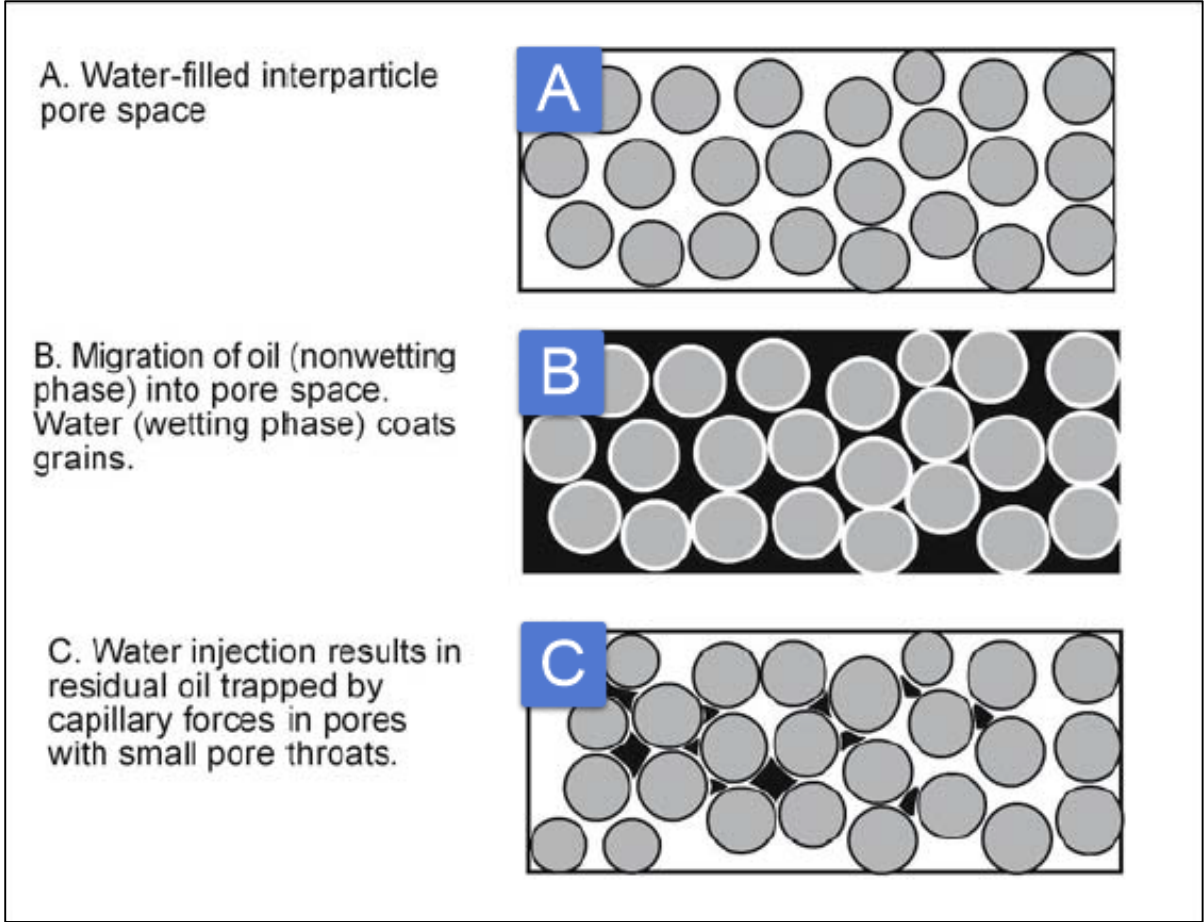 A. Water-filled interparticle
pore space
A
B. Migration of oil (nonwetting
phase) into pore space.
Water (wetting phase) coats
grains.
B
C. Water injection results in
residual oil trapped by
capillary forces in pores
with small pore throats.
C